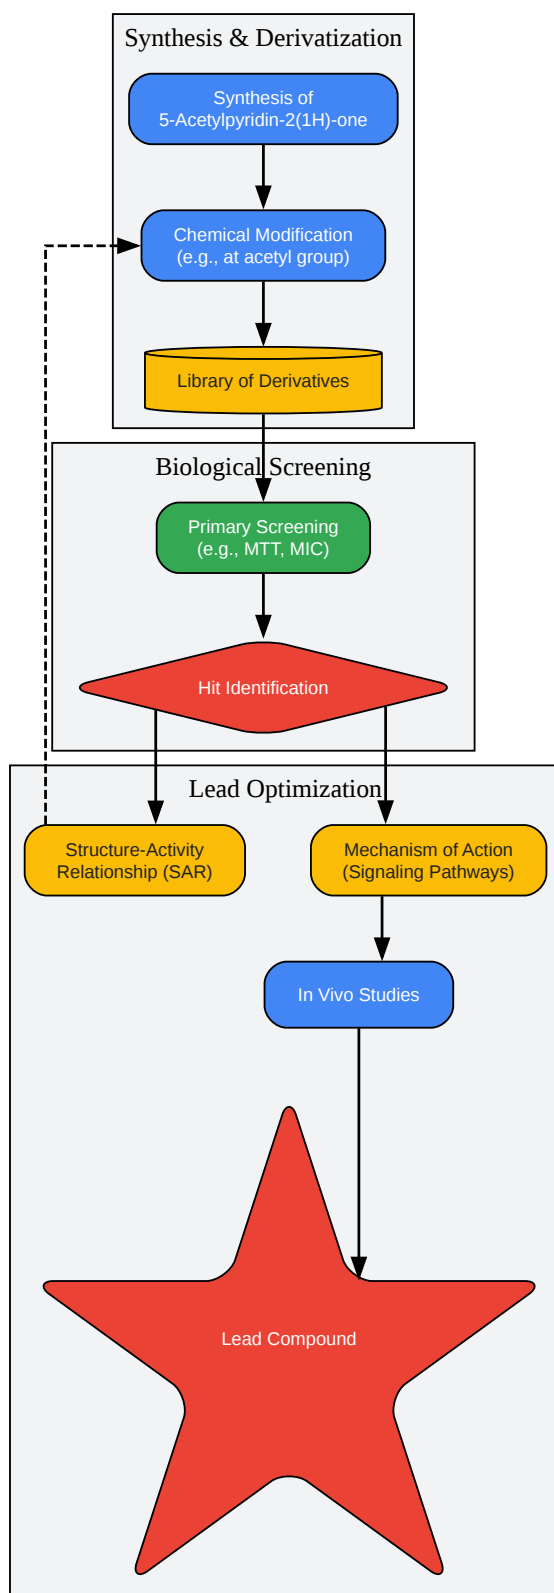 Synthesis & Derivatization
Synthesis of
5-Acetylpyridin-2(1H)-one
Chemical Modification
(e.g., at acetyl group)
Library of Derivatives
Biological Screening
Primary Screening
(e.g., MTT, MIC)
Hit Identification
Lead Optimization
Structure-Activity
Relationship (SAR)
Mechanism of Action
(Signaling Pathways)
In Vivo Studies
Lead Compound